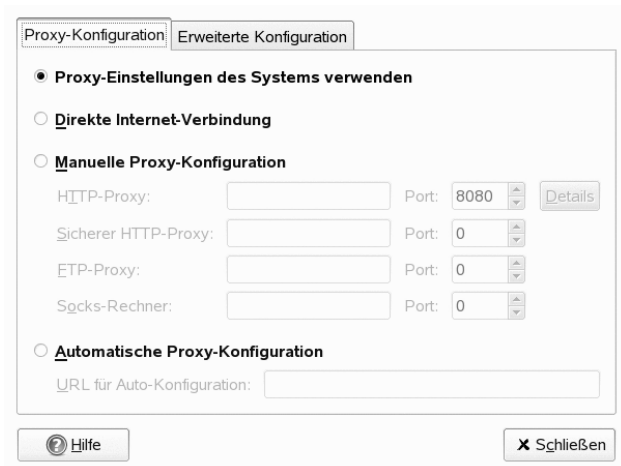 Proxy-Konfiguration Erweiterte Konfiguration
Proxy-Einstellungen des Systems verwenden
Direkte Internet-Verbindung
Manuelle Proxy-Konfiguration
HTTP-Proxy: Port: 8080 Details
Sicherer HTTP-Proxy: Port: 0
FTP-Proxy: Port: 0
Socks-Rechner: Port: 0
Automatische Proxy-Konfiguration
URL für Auto-Konfiguration:
Hilfe Schließen